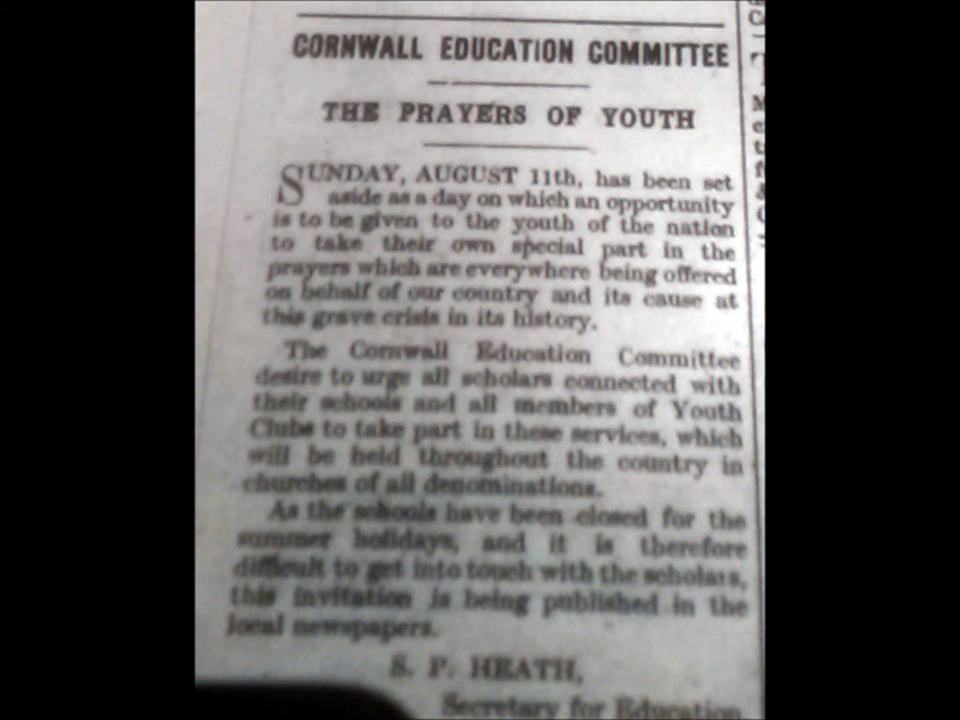 CORNWALL EDUCATION COMMITTEE
THE PRAYERS OF YOUTH
SUNDAY, AUGUST 11th, has been set
aside as a day on which an opportunity
is to be given to the youth of the nation
to take their own special part in the
prayers which are everywhere being offered
on behalf of our country and its cause at
this grave crisis in its history.
The Cornwall Education Committee
desire to urge all scholars connected with
their schools and all members of Youth
Clubs to take part in these services, which
will be held throughout the country in
churches of all denominations.
As the schools have been closed for the
summer holidays, and it is therefore
difficult to get into touch with the scholars,
this invitation is being published in the
local newspapers.
S. P. HEATH,
Secretary for Education